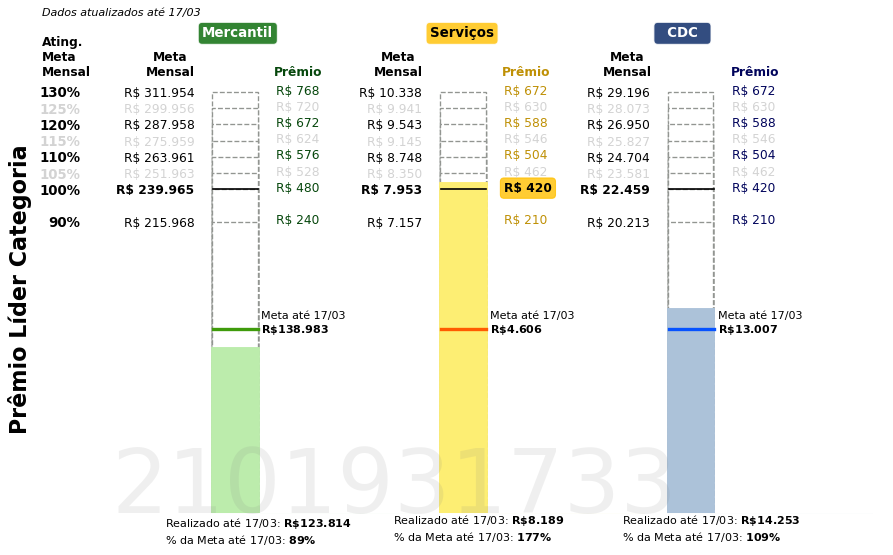 Dados atualizados até 17/03
Mercantil Serviços CDC
Ating.
Meta Meta Meta Meta
Mensal Mensal Prêmio Mensal Prêmio Mensal Prêmio
130% R$ 311.954 R$ 768 R$ 10.338 R$ 672 R$ 29.196 R$ 672
125% R$ 299.956 R$ 720 R$ 9.941 R$ 630 R$ 28.073 R$ 630
120% R$ 287.958 R$ 672 R$ 9.543 R$ 588 R$ 26.950 R$ 588
115% R$ 275.959 R$ 624 R$ 9.145 R$ 546 R$ 25.827 R$ 546
110% R$ 263.961 R$ 576 R$ 8.748 R$ 504 R$ 24.704 R$ 504
105% R$ 251.963 R$ 528 R$ 8.350 R$ 462 R$ 23.581 R$ 462
100% R$ 239.965 R$ 480 R$ 7.953 R$ 420 R$ 22.459 R$ 420
90% R$ 215.968 R$ 240 R$ 7.157 R$ 210 R$ 20.213 R$ 210
Prêmio Líder Categoria
Meta até 17/03 Meta até 17/03 Meta até 17/03
R$138.983 R$4.606 R$13.007
2101931733
Realizado até 17/03: R$123.814 Realizado até 17/03: R$8.189 Realizado até 17/03: R$14.253
% da Meta até 17/03: 89% % da Meta até 17/03: 177% % da Meta até 17/03: 109%